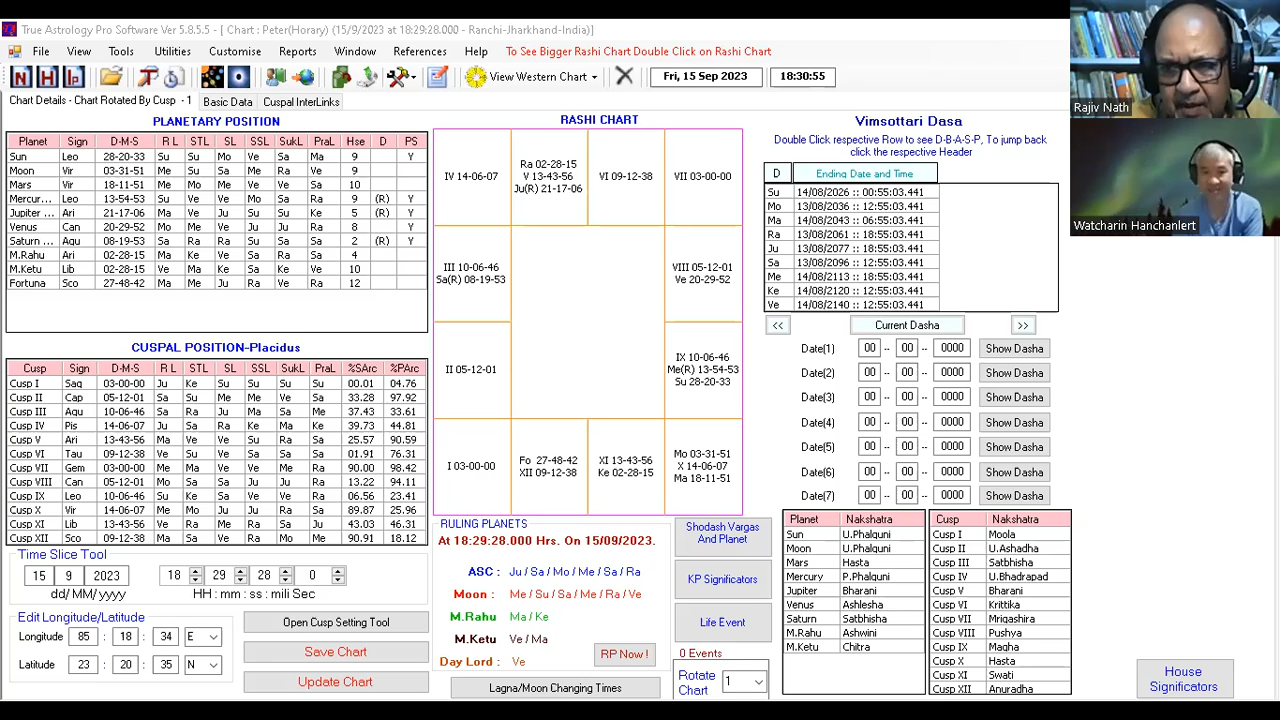 True Astrology Pro Software Ver 5.8.5.5 - [ Chart : Peter(Horary) (15/9/2023 at 18:29:28.000 - Ranchi-Jharkhand-India)]
File View Tools Utilities Customise Reports Window References Help To See Bigger Rashi Chart Double Click on Rashi Chart
N H Ip View Western Chart Fri, 15 Sep 2023 18:30:55
Chart Details - Chart Rotated By Cusp - 1 Basic Data Cuspal InterLinks
PLANETARY POSITION
Planet Sign D-M-S R L STL SL SSL SukL PraL Hse D PS
Sun Leo 28-20-33 Su Su Mo Ve Sa Ma 9 Y
Moon Vir 03-31-51 Me Su Sa Me Ra Ve 9
Mars Vir 18-11-51 Me Mo Me Ve Sa Sa 10
Mercur... Leo 13-54-53 Su Ve Ve Mo Sa Ra 9 (R) Y
Jupiter ... Ari 21-17-06 Ma Ve Ju Su Su Ke 5 (R) Y
Venus Can 20-29-52 Mo Me Ve Ju Ju Ra 8 Y
Saturn ... Aqu 08-19-53 Sa Ra Ra Su Ma Sa 2 (R) Y
M.Rahu Ari 02-28-15 Ma Ke Ve Sa Ra Ra 4
M.Ketu Lib 02-28-15 Ve Ma Ke Sa Ke Ve 10
Fortuna Sco 27-48-42 Ma Me Ju Ra Ve Ra 12
CUSPAL POSITION-Placidus
Cusp Sign D-M-S R L STL SL SSL SukL PraL %SArc %PArc
Cusp I Sag 03-00-00 Ju Ke Su Su Su Ra 00.01 04.76
Cusp II Cap 05-12-01 Sa Su Me Me Ve Ra 33.28 97.92
Cusp III Aqu 10-06-46 Sa Ra Ju Ma Sa Me 37.43 33.61
Cusp IV Pis 14-06-07 Ju Sa Ra Ke Ma Ra 39.73 44.81
Cusp V Ari 13-43-56 Ma Ve Ve Su Ra Sa 25.57 90.59
Cusp VI Tau 09-12-38 Ve Su Ve Sa Ra Sa 01.91 76.31
Cusp VII Gem 03-00-00 Me Ma Ve Ve Me Ra 90.00 98.42
Cusp VIII Can 05-12-01 Mo Sa Sa Su Ju Me 13.22 94.11
Cusp IX Leo 10-06-46 Su Ke Sa Ve Ve Ra 06.56 23.41
Cusp X Vir 14-06-07 Me Mo Ju Ra Ve Me 89.87 25.96
Cusp XI Lib 13-43-56 Ve Ra Me Ra Sa Ju 43.03 46.31
Cusp XII Sco 09-12-38 Ma Sa Ve Ra Sa Me 90.91 18.12
Time Slice Tool
15 9 2023 18 29 28 0
dd/ MM/ yyyy HH : mm : ss : mili Sec
Edit Longitude/Latitude
Longitude 85 : 18 : 34 E
Latitude 23 : 20 : 35 N
Open Cusp Setting Tool
Save Chart
Update Chart
RASHI CHART
IV 14-06-07
Ra 02-28-15
V 13-43-56
Ju(R) 21-17-06
VI 09-12-38
VII 03-00-00
III 10-06-46
Sa(R) 08-19-53
VIII 05-12-01
Ve 20-29-52
II 05-12-01
IX 10-06-46
Me(R) 13-54-53
Su 28-20-33
I 03-00-00
Fo 27-48-42
XII 09-12-38
XI 13-43-56
Ke 02-28-15
Mo 03-31-51
X 14-06-07
Ma 18-11-51
RULING PLANETS
At 18:29:28.000 Hrs. On 15/09/2023.
ASC : Ju / Sa / Mo / Me / Sa / Ra
Moon : Me / Su / Sa / Me / Ra / Ve
M.Rahu Ma / Ke
M.Ketu Ve / Ma
Day Lord : Ve
RP Now !
Lagna/Moon Changing Times
Shodash Vargas
And Planet
KP Significators
Life Event
0 Events
Rotate
Chart 1
Vimsottari Dasa
Double Click respective Row to see D-B-A-S-P, To jump back
click the respective Header
D Ending Date and Time
Su 14/08/2026 :: 00:55:03.441
Mo 13/08/2036 :: 12:55:03.441
Ma 14/08/2043 :: 06:55:03.441
Ra 13/08/2061 :: 18:55:03.441
Ju 13/08/2077 :: 18:55:03.441
Sa 13/08/2096 :: 12:55:03.441
Me 14/08/2113 :: 18:55:03.441
Ke 14/08/2120 :: 12:55:03.441
Ve 14/08/2140 :: 12:55:03.441
<< Current Dasha >>
Date(1) 00 -- 00 -- 0000 Show Dasha
Date(2) 00 -- 00 -- 0000 Show Dasha
Date(3) 00 -- 00 -- 0000 Show Dasha
Date(4) 00 -- 00 -- 0000 Show Dasha
Date(5) 00 -- 00 -- 0000 Show Dasha
Date(6) 00 -- 00 -- 0000 Show Dasha
Date(7) 00 -- 00 -- 0000 Show Dasha
Planet Nakshatra
Sun U.Phalguni
Moon U.Phalguni
Mars Hasta
Mercury P.Phalguni
Jupiter Bharani
Venus Ashlesha
Saturn Satbhisha
M.Rahu Ashwini
M.Ketu Chitra
Cusp Nakshatra
Cusp I Moola
Cusp II U.Ashadha
Cusp III Satbhisha
Cusp IV U.Bhadrapad
Cusp V Bharani
Cusp VI Krittika
Cusp VII Mrigashira
Cusp VIII Pushya
Cusp IX Magha
Cusp X Hasta
Cusp XI Swati
Cusp XII Anuradha
House
Significators
Rajiv Nath
Watcharin Hanchanlert